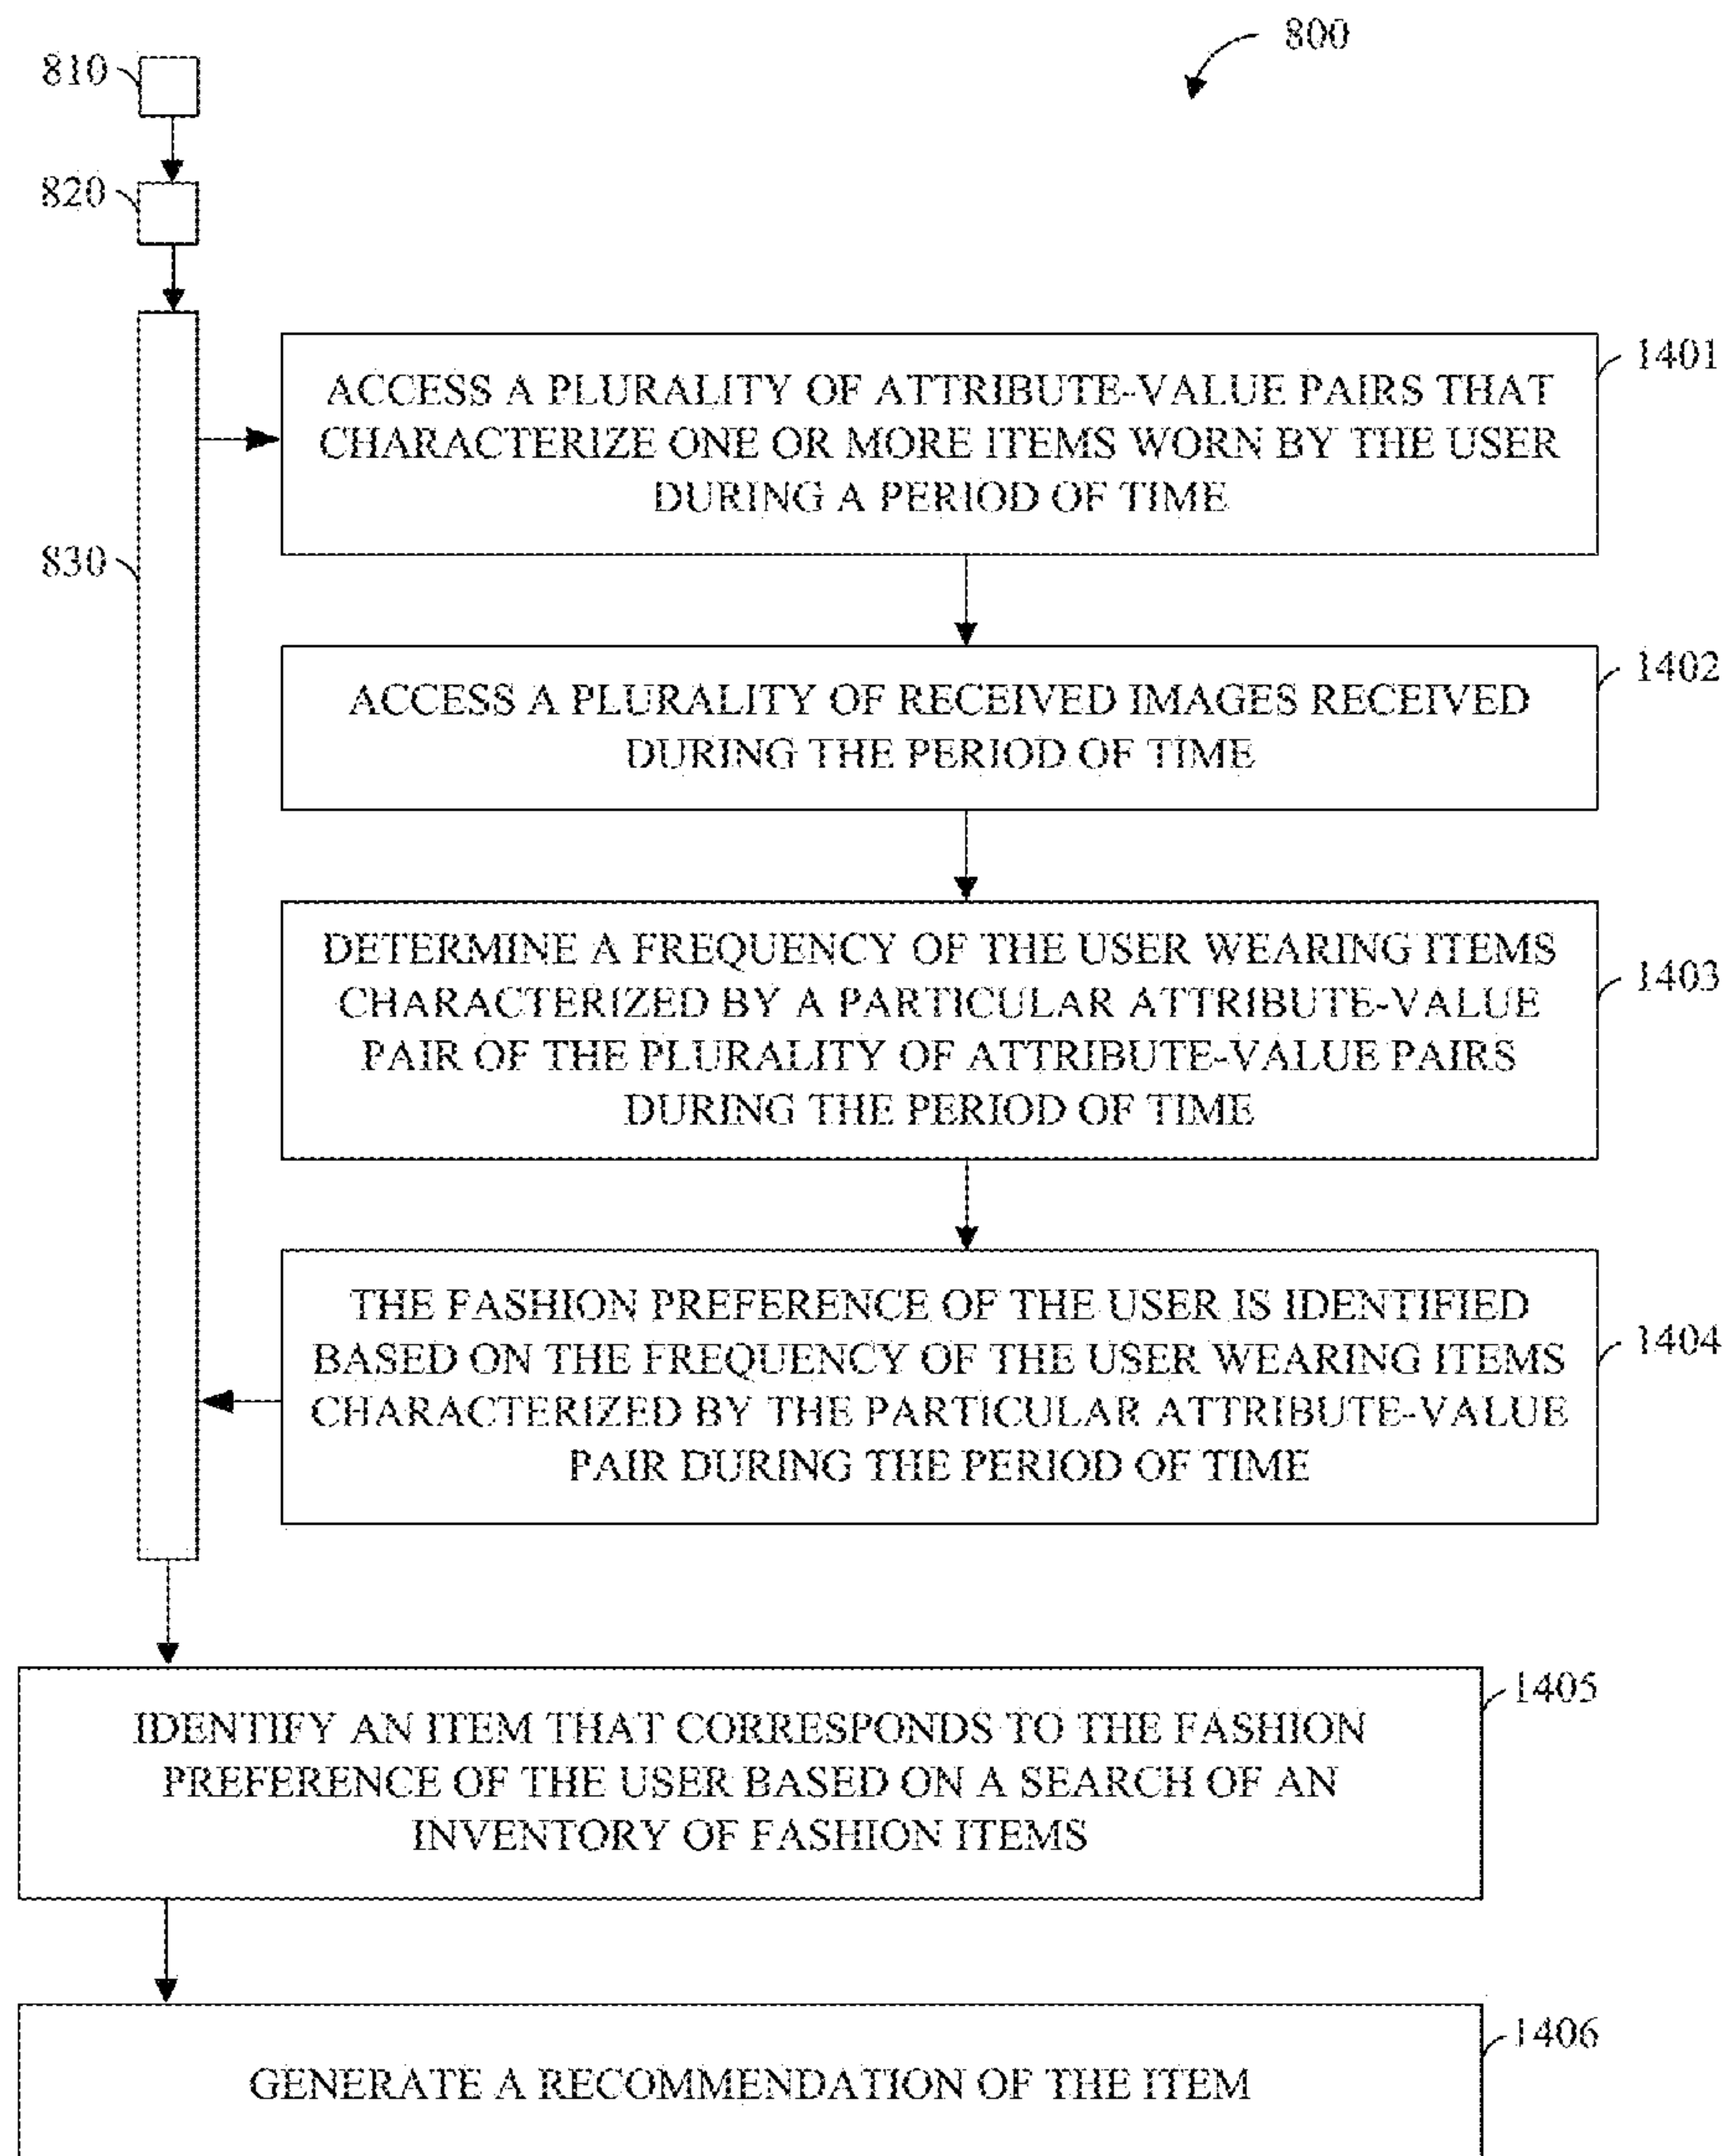 800
810
820
830
ACCESS A PLURALITY OF ATTRIBUTE-VALUE PAIRS THAT
CHARACTERIZE ONE OR MORE ITEMS WORN BY THE USER
DURING A PERIOD OF TIME
1401
ACCESS A PLURALITY OF RECEIVED IMAGES RECEIVED
DURING THE PERIOD OF TIME
1402
DETERMINE A FREQUENCY OF THE USER WEARING ITEMS
CHARACTERIZED BY A PARTICULAR ATTRIBUTE-VALUE
PAIR OF THE PLURALITY OF ATTRIBUTE-VALUE PAIRS
DURING THE PERIOD OF TIME
1403
THE FASHION PREFERENCE OF THE USER IS IDENTIFIED
BASED ON THE FREQUENCY OF THE USER WEARING ITEMS
CHARACTERIZED BY THE PARTICULAR ATTRIBUTE-VALUE
PAIR DURING THE PERIOD OF TIME
1404
IDENTIFY AN ITEM THAT CORRESPONDS TO THE FASHION
PREFERENCE OF THE USER BASED ON A SEARCH OF AN
INVENTORY OF FASHION ITEMS
1405
GENERATE A RECOMMENDATION OF THE ITEM
1406